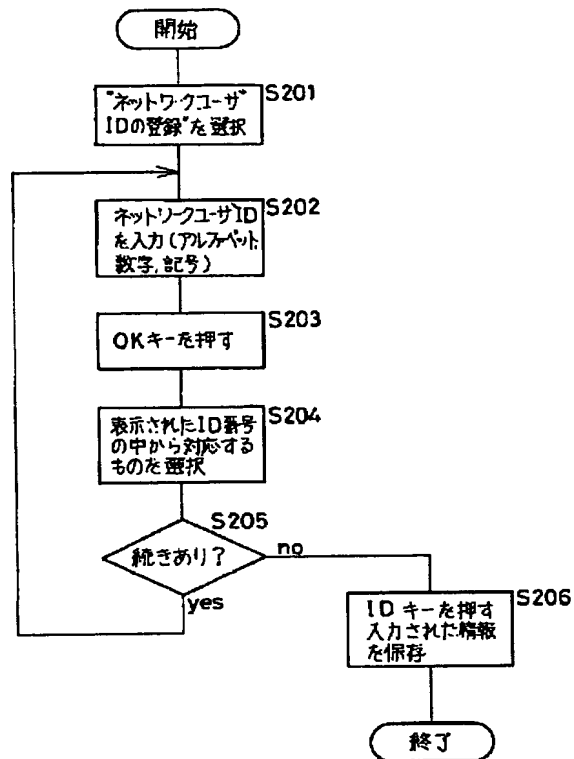 開始
S201
"ネットワークユーザ"
IDの登録"を選択
S202
ネットワークユーザID
を入力(アルファベット,
数字,記号)
S203
OKキーを押す
S204
表示されたID番号
の中から対応する
ものを選択
S205
続きあり?
no
yes
S206
IDキーを押す
入力された情報
を保存
終了